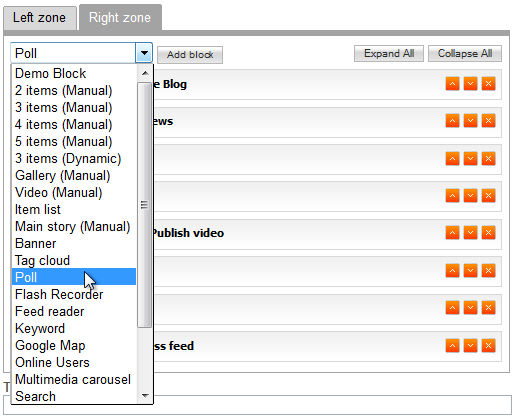 Left zone Right zone
Poll Add block Expand All Collapse All
Demo Block
2 items (Manual)
3 items (Manual)
4 items (Manual)
5 items (Manual)
3 items (Dynamic)
Gallery (Manual)
Video (Manual)
Item list
Main story (Manual)
Banner
Tag cloud
Poll
Flash Recorder
Feed reader
Keyword
Google Map
Online Users
Multimedia carousel
Search
Blog
Publish video
feed